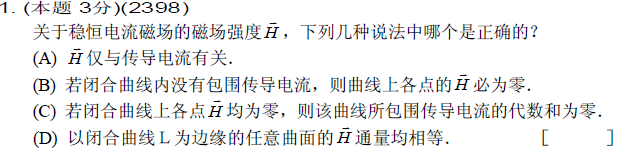 1. (本题 3分)(2398)
关于稳恒电流磁场的磁场强度H⃗，下列几种说法中哪个是正确的？
(A) H⃗仅与传导电流有关．
(B) 若闭合曲线内没有包围传导电流，则曲线上各点的H⃗必为零．
(C) 若闭合曲线上各点H⃗均为零，则该曲线所包围传导电流的代数和为零．
(D) 以闭合曲线L为边缘的任意曲面的H⃗通量均相等． [ ]